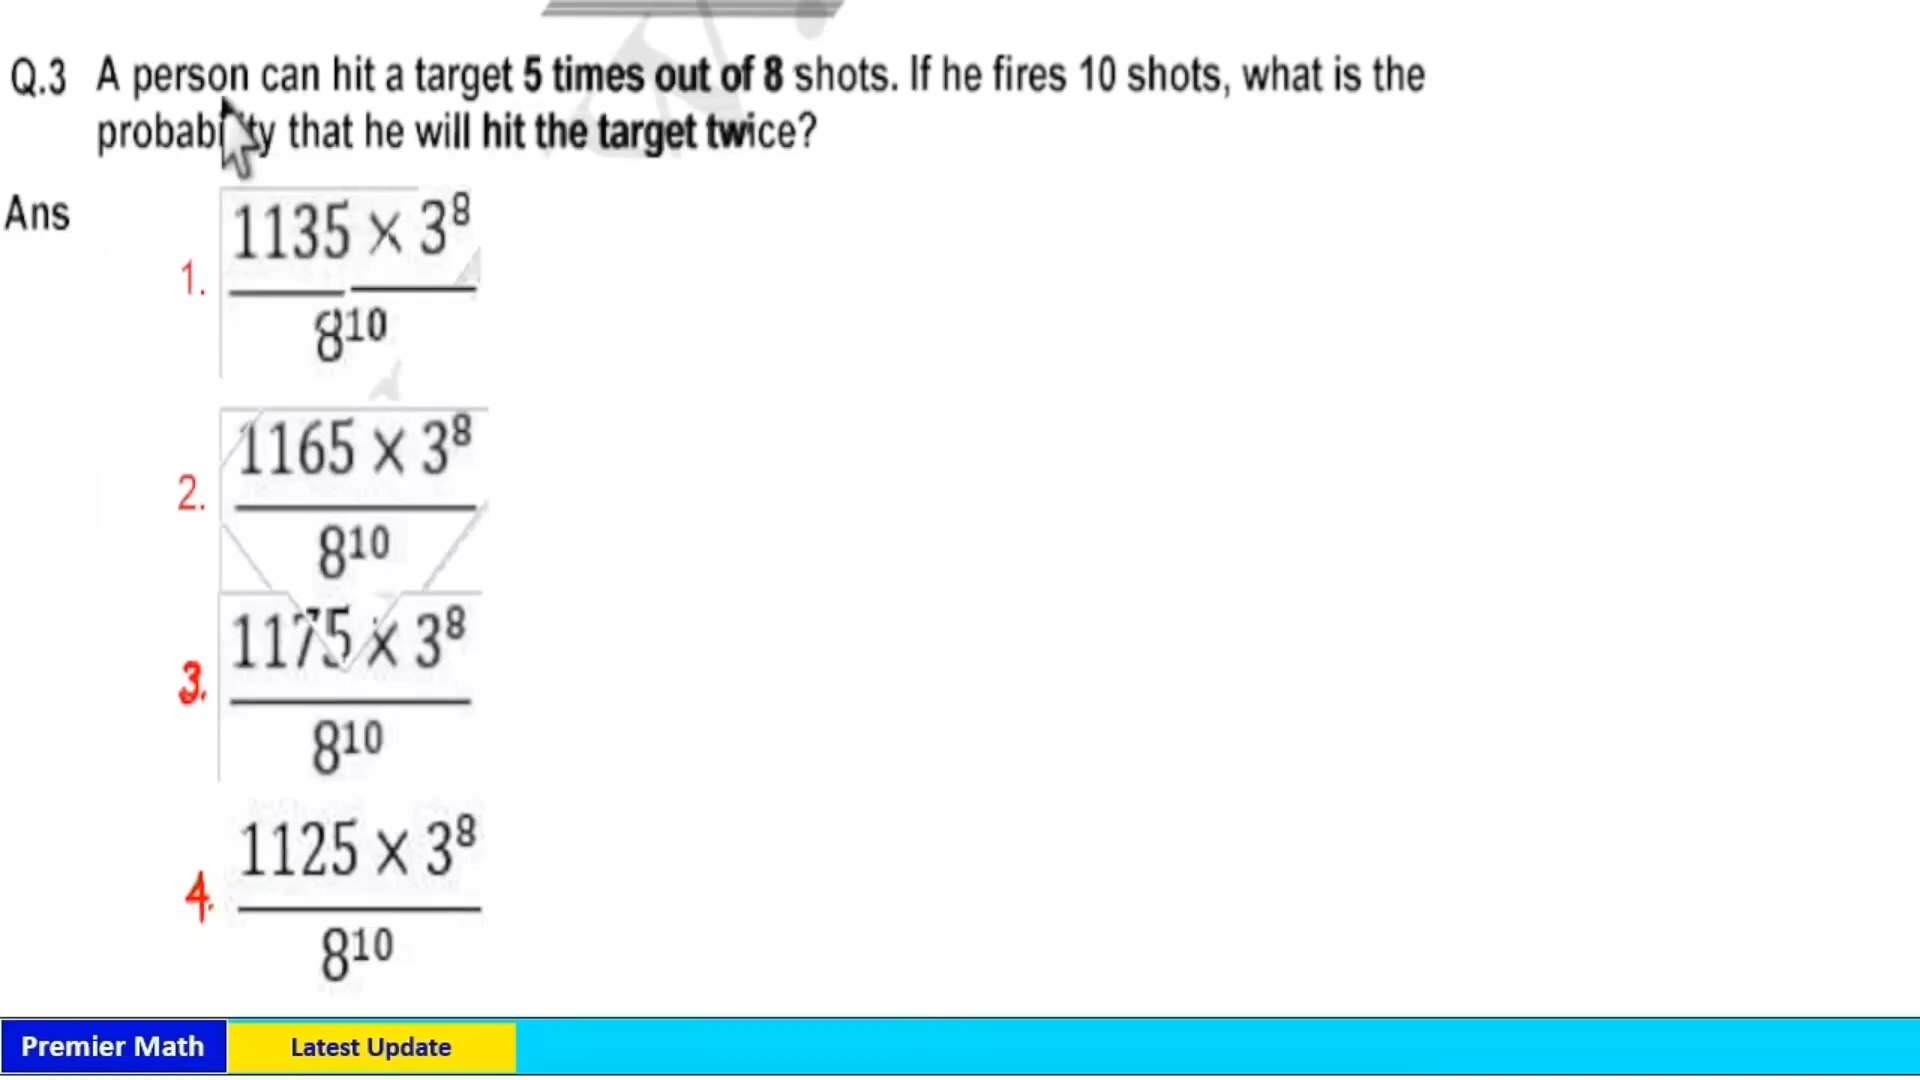 Q.3 A person can hit a target 5 times out of 8 shots. If he fires 10 shots, what is the
probability that he will hit the target twice?
Ans
1. 1135 × 3⁸
8¹⁰
2. 1165 × 3⁸
8¹⁰
3. 1175 × 3⁸
8¹⁰
4. 1125 × 3⁸
8¹⁰
Premier Math Latest Update